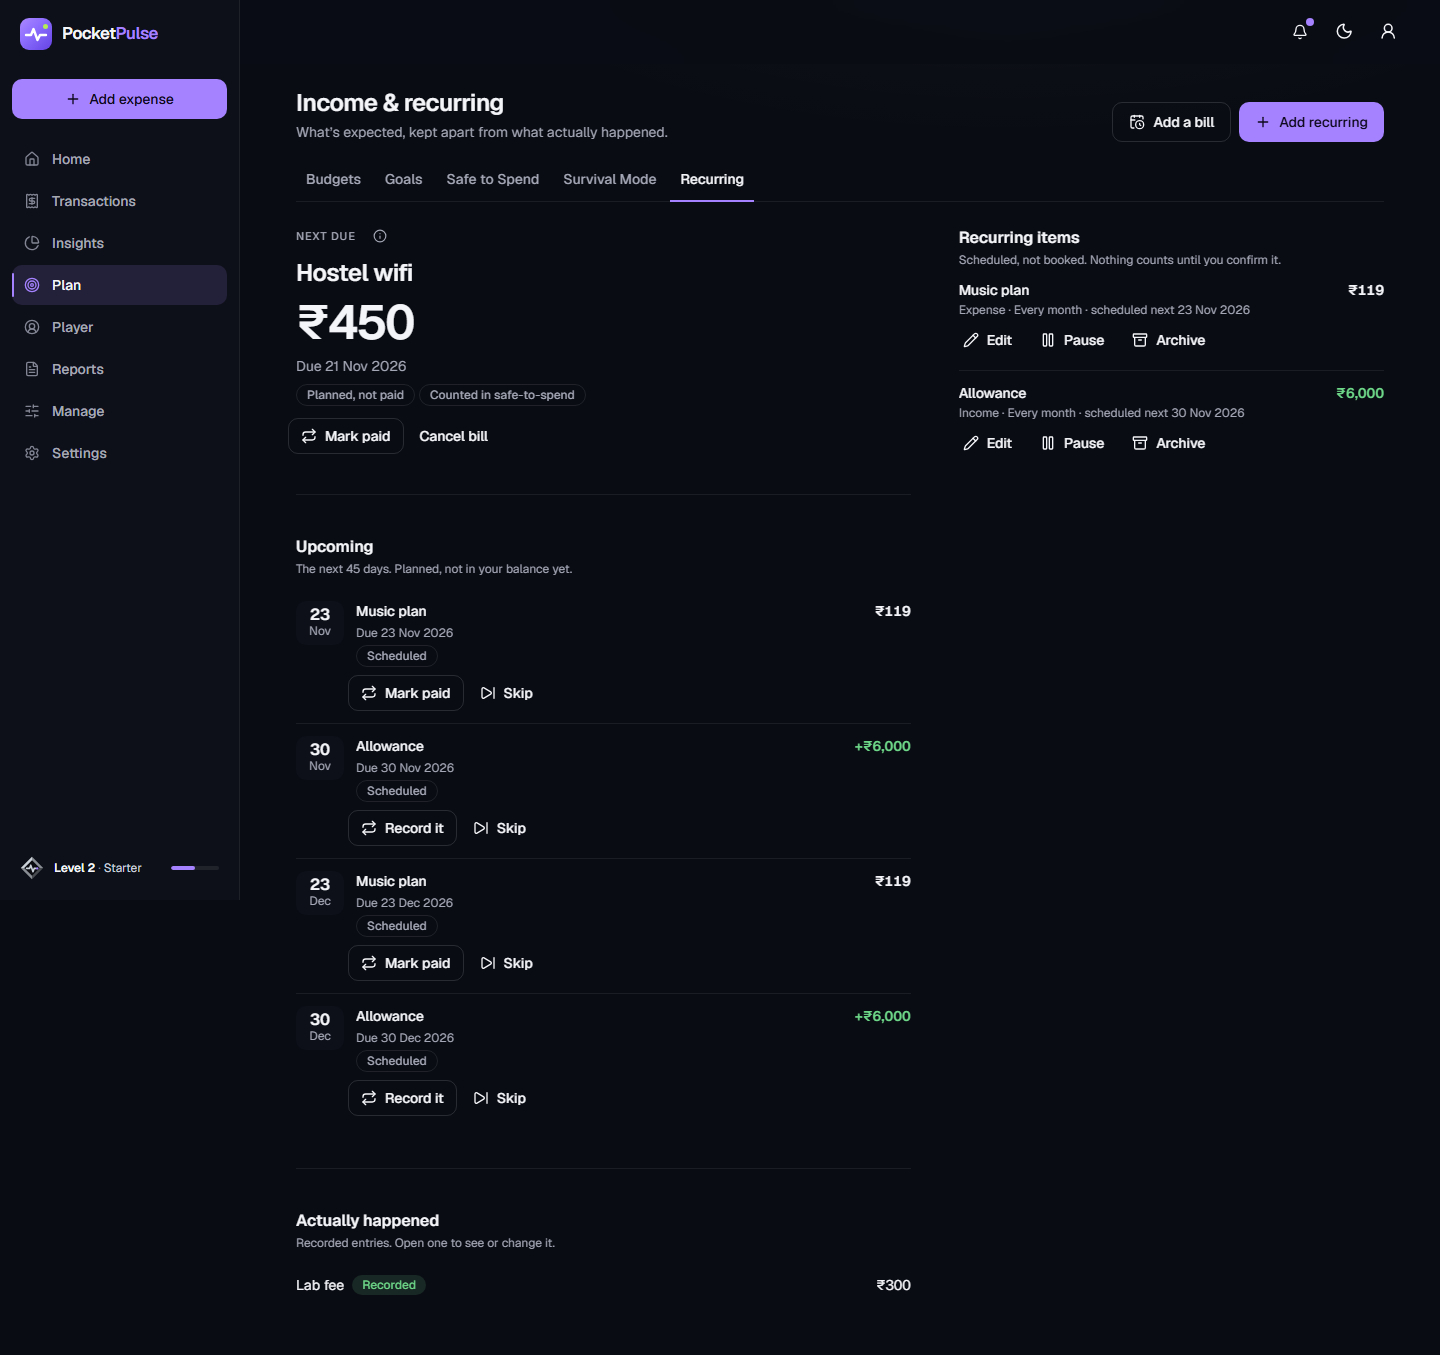 PocketPulse
Add expense
Home
Transactions
Insights
Plan
Player
Reports
Manage
Settings
Level 2 · Starter
Income & recurring
What's expected, kept apart from what actually happened.
Add a bill
Add recurring
Budgets
Goals
Safe to Spend
Survival Mode
Recurring
NEXT DUE
Hostel wifi
₹450
Due 21 Nov 2026
Planned, not paid
Counted in safe-to-spend
Mark paid
Cancel bill
Upcoming
The next 45 days. Planned, not in your balance yet.
23
Nov
Music plan
₹119
Due 23 Nov 2026
Scheduled
Mark paid
Skip
30
Nov
Allowance
+₹6,000
Due 30 Nov 2026
Scheduled
Record it
Skip
23
Dec
Music plan
₹119
Due 23 Dec 2026
Scheduled
Mark paid
Skip
30
Dec
Allowance
+₹6,000
Due 30 Dec 2026
Scheduled
Record it
Skip
Actually happened
Recorded entries. Open one to see or change it.
Lab fee
Recorded
₹300
Recurring items
Scheduled, not booked. Nothing counts until you confirm it.
Music plan
₹119
Expense · Every month · scheduled next 23 Nov 2026
Edit
Pause
Archive
Allowance
₹6,000
Income · Every month · scheduled next 30 Nov 2026
Edit
Pause
Archive